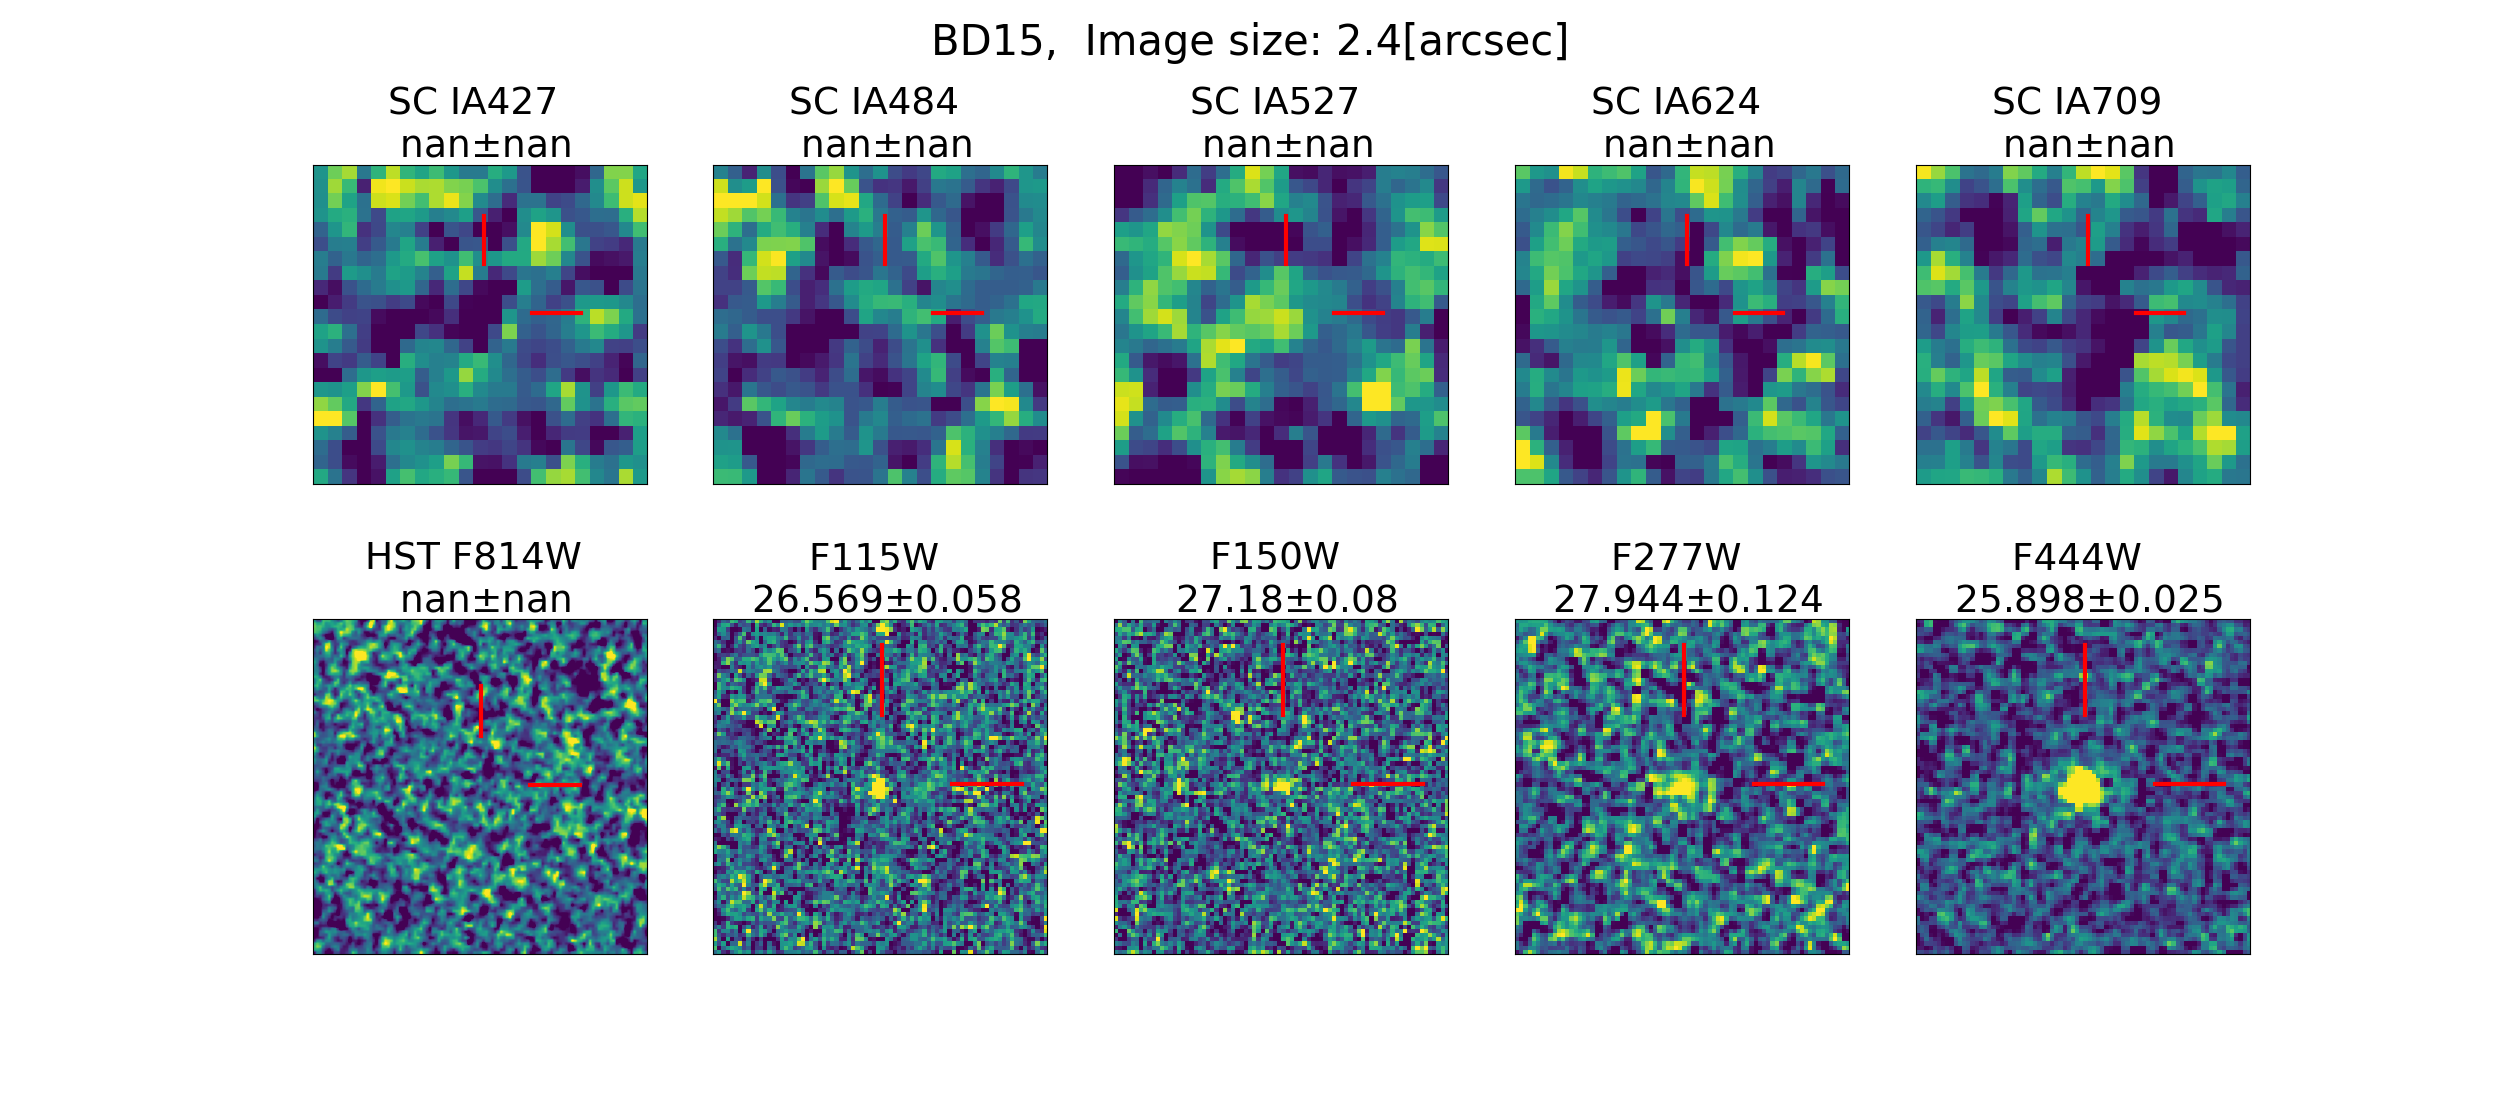 BD15,  Image size: 2.4[arcsec]
SC IA427
nan±nan
SC IA484
nan±nan
SC IA527
nan±nan
SC IA624
nan±nan
SC IA709
nan±nan
HST F814W
nan±nan
F115W
26.569±0.058
F150W
27.18±0.08
F277W
27.944±0.124
F444W
25.898±0.025